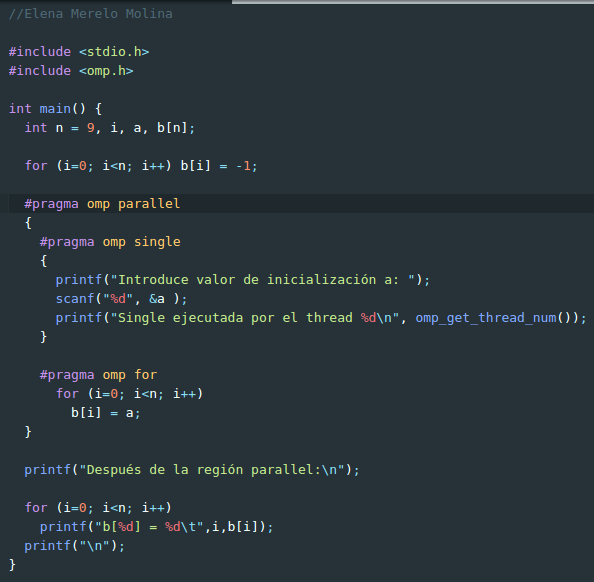 //Elena Merelo Molina
#include <stdio.h>
#include <omp.h>
int main() {
int n = 9, i, a, b[n];
for (i=0; i<n; i++) b[i] = -1;
#pragma omp parallel
{
#pragma omp single
{
printf("Introduce valor de inicialización a: ");
scanf("%d", &a );
printf("Single ejecutada por el thread %d\n", omp_get_thread_num());
}
#pragma omp for
for (i=0; i<n; i++)
b[i] = a;
}
printf("Después de la región parallel:\n");
for (i=0; i<n; i++)
printf("b[%d] = %d\t",i,b[i]);
printf("\n");
}